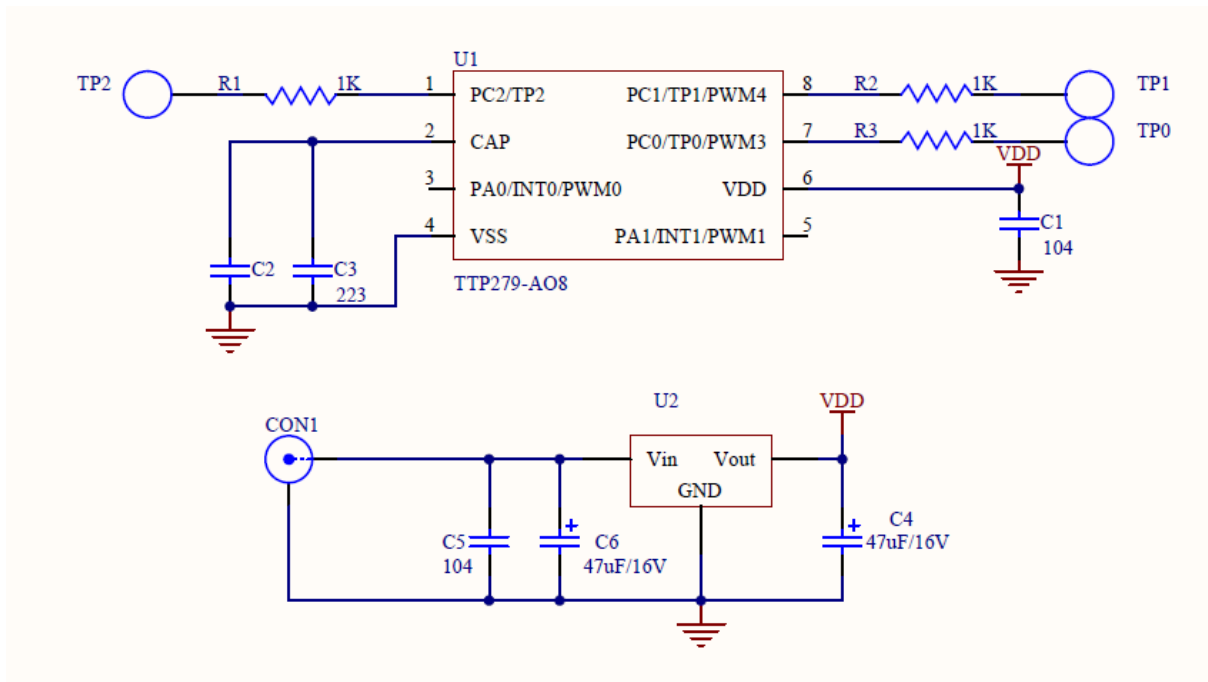 U1
TP2 R1 1K 1 PC2/TP2 PC1/TP1/PWM4 8 R2 1K TP1
2 CAP PC0/TP0/PWM3 7 R3 1K TP0
VDD
3 PA0/INT0/PWM0 VDD 6
4 VSS PA1/INT1/PWM1 5 C1
104
C2 C3
223 TTP279-AO8
U2 VDD
CON1
Vin Vout
GND
C5 C6 C4
104 47uF/16V 47uF/16V